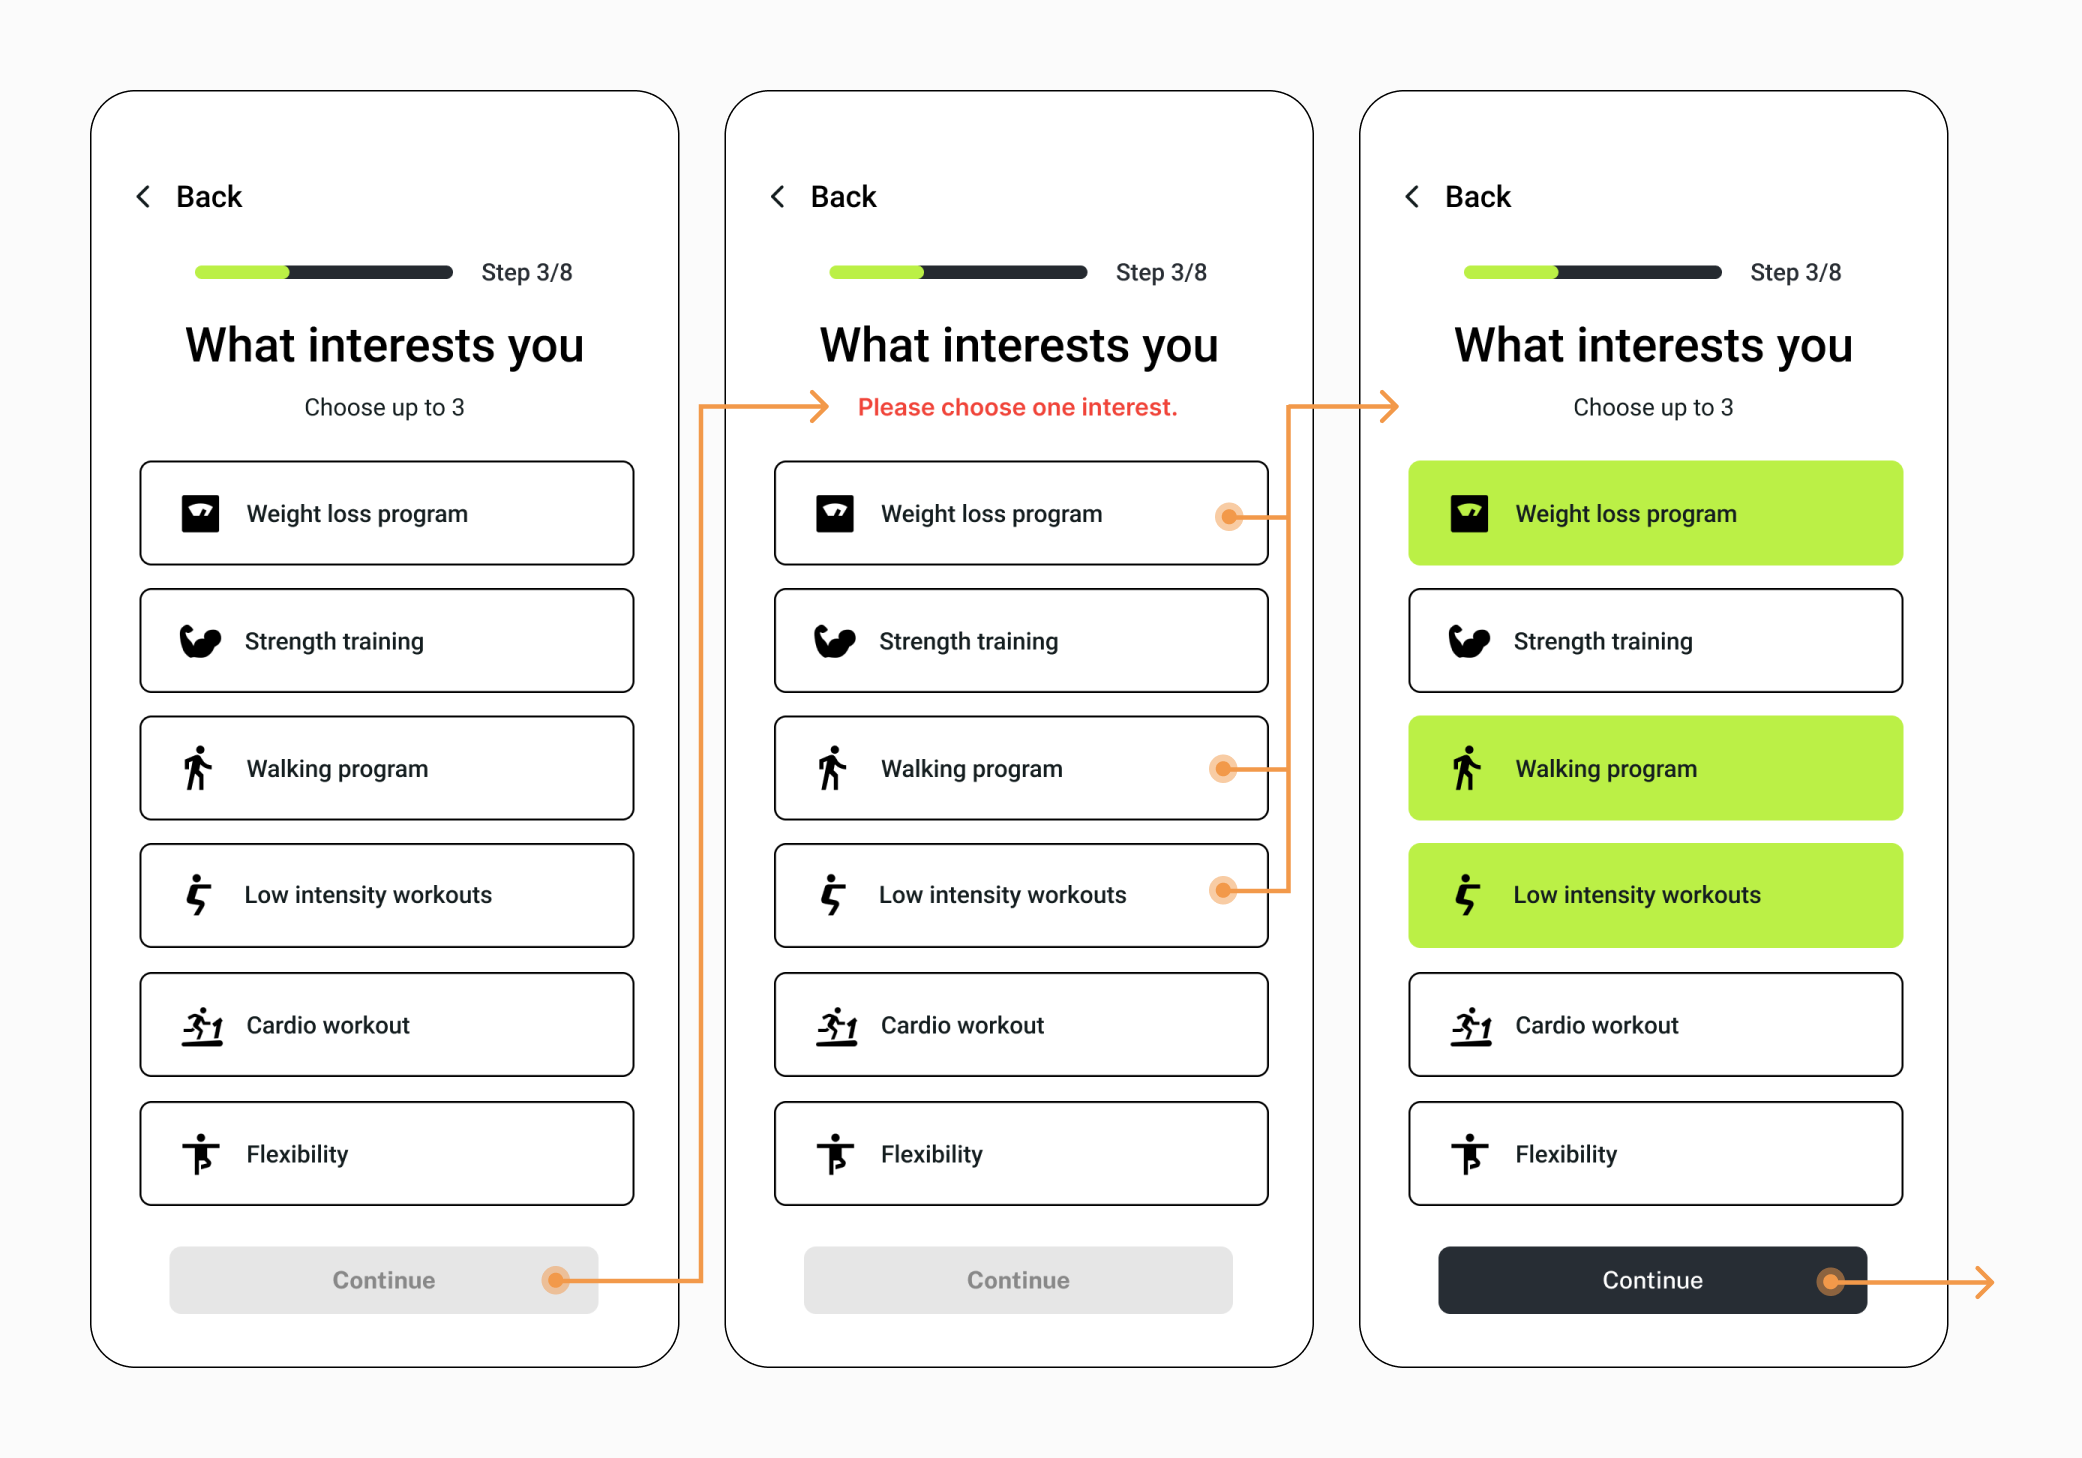 Back
Step 3/8
What interests you
Choose up to 3
Weight loss program
Strength training
Walking program
Low intensity workouts
Cardio workout
Flexibility
Continue
Back
Step 3/8
What interests you
Please choose one interest.
Weight loss program
Strength training
Walking program
Low intensity workouts
Cardio workout
Flexibility
Continue
Back
Step 3/8
What interests you
Choose up to 3
Weight loss program
Strength training
Walking program
Low intensity workouts
Cardio workout
Flexibility
Continue